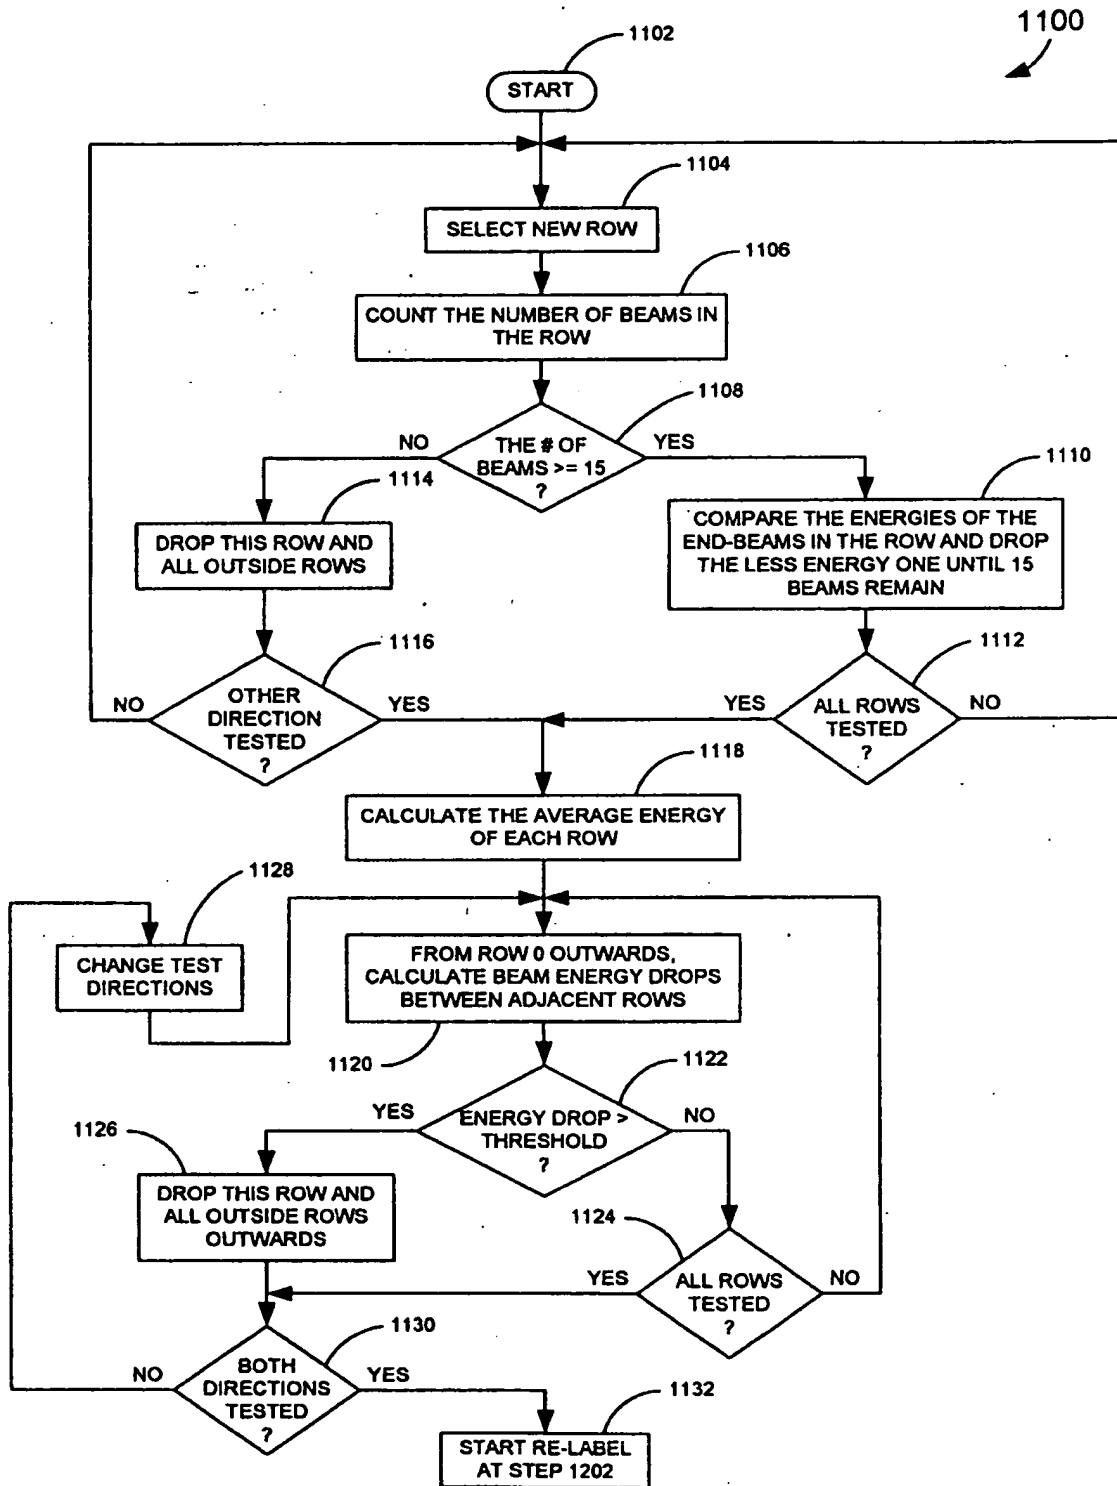 1100
1102
START
1104
SELECT NEW ROW
1106
COUNT THE NUMBER OF BEAMS IN
THE ROW
1108
NO
THE # OF
BEAMS >= 15
?
YES
1114
DROP THIS ROW AND
ALL OUTSIDE ROWS
1110
COMPARE THE ENERGIES OF THE
END-BEAMS IN THE ROW AND DROP
THE LESS ENERGY ONE UNTIL 15
BEAMS REMAIN
1116
NO
OTHER
DIRECTION
TESTED
?
YES
1112
YES
ALL ROWS
TESTED
?
NO
1118
CALCULATE THE AVERAGE ENERGY
OF EACH ROW
1128
CHANGE TEST
DIRECTIONS
FROM ROW 0 OUTWARDS,
CALCULATE BEAM ENERGY DROPS
BETWEEN ADJACENT ROWS
1120
1122
YES
ENERGY DROP >
THRESHOLD
?
NO
1126
DROP THIS ROW AND
ALL OUTSIDE ROWS
OUTWARDS
1124
YES
ALL ROWS
TESTED
?
NO
1130
NO
BOTH
DIRECTIONS
TESTED
?
YES
1132
START RE-LABEL
AT STEP 1202